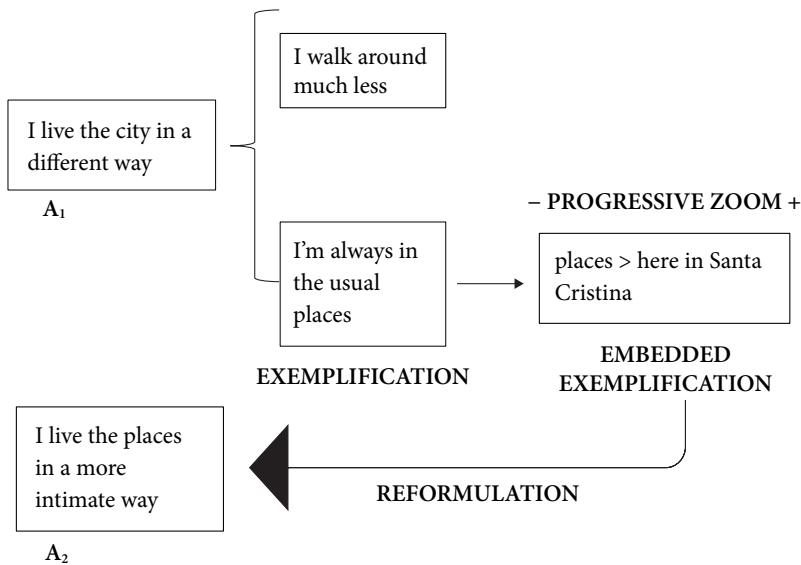 I walk around
much less
I live the city in a
different way
A₁
– PROGRESSIVE ZOOM +
I'm always in
the usual
places
places > here in Santa
Cristina
EXEMPLIFICATION
EMBEDDED
EXEMPLIFICATION
I live the places
in a more
intimate way
REFORMULATION
A₂